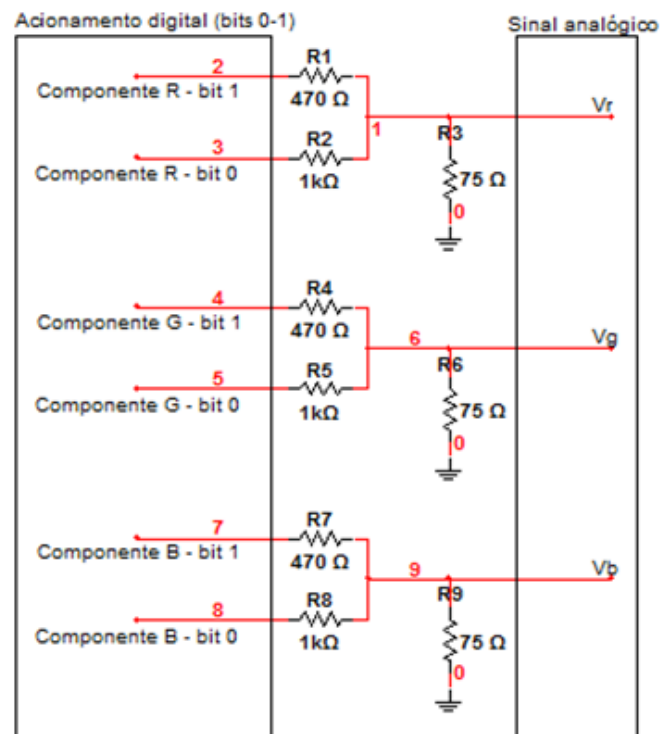 Acionamento digital (bits 0-1)
Sinal analógico
2
R1
Componente R - bit 1
470 Ω
Vr
1
R3
3
R2
Componente R - bit 0
1kΩ
75 Ω
0
4
R4
Componente G - bit 1
470 Ω
6
Vg
R6
5
R5
Componente G - bit 0
1kΩ
75 Ω
0
7
R7
Componente B - bit 1
470 Ω
9
Vb
R9
8
R8
Componente B - bit 0
1kΩ
75 Ω
0